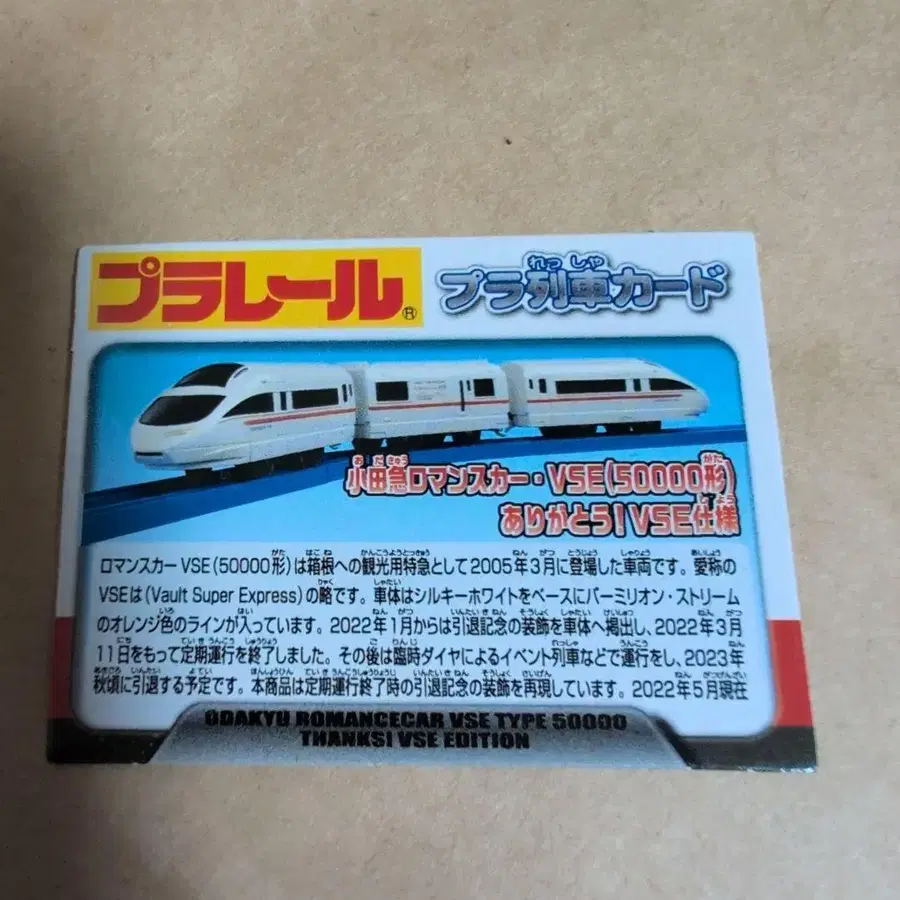 プラレール®
プラ列車カード
小田急ロマンスカー・VSE(50000形)
ありがとう!VSE仕様
ロマンスカーVSE(50000形)は箱根への観光用特急として2005年3月に登場した車両です。愛称の
VSEは(Vault Super Express)の略です。車体はシルキーホワイトをベースにバーミリオン・ストリーム
のオレンジ色のラインが入っています。2022年1月からは引退記念の装飾を車体へ掲出し、2022年3月
11日をもって定期運行を終了しました。その後は臨時ダイヤによるイベント列車などで運行をし、2023年
秋頃に引退する予定です。本商品は定期運行終了時の引退記念の装飾を再現しています。2022年5月現在
ODAKYU ROMANCECAR VSE TYPE 50000
THANKS! VSE EDITION